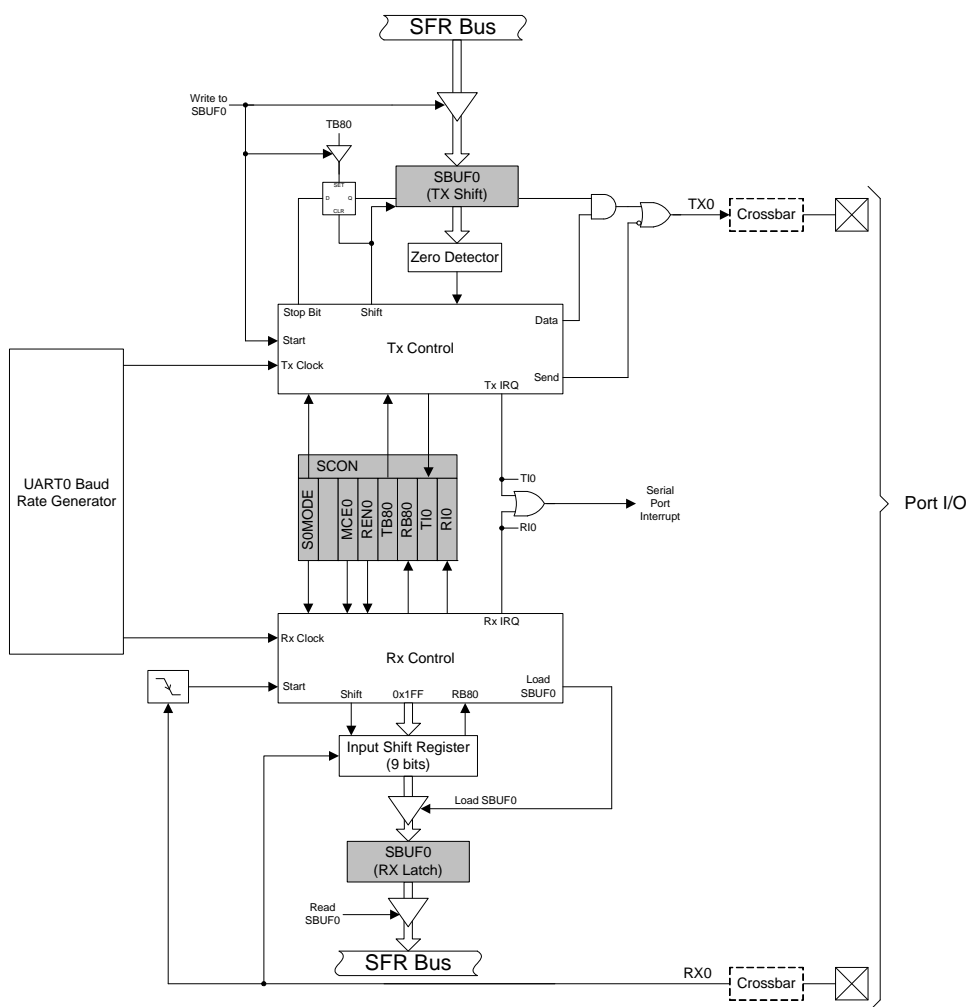 SFR Bus
Write to
SBUF0
TB80
SET
D
Q
CLR
SBUF0
(TX Shift)
TX0
Crossbar
Zero Detector
Stop Bit
Shift
Data
Start
Tx Control
Tx Clock
Send
Tx IRQ
UART0 Baud
Rate Generator
SCON
S0MODE
MCE0
REN0
TB80
RB80
TI0
RI0
TI0
Serial
Port
Interrupt
RI0
Port I/O
Rx IRQ
Rx Clock
Rx Control
Start
Load
SBUF0
Shift
0x1FF
RB80
Input Shift Register
(9 bits)
Load SBUF0
SBUF0
(RX Latch)
Read
SBUF0
SFR Bus
RX0
Crossbar